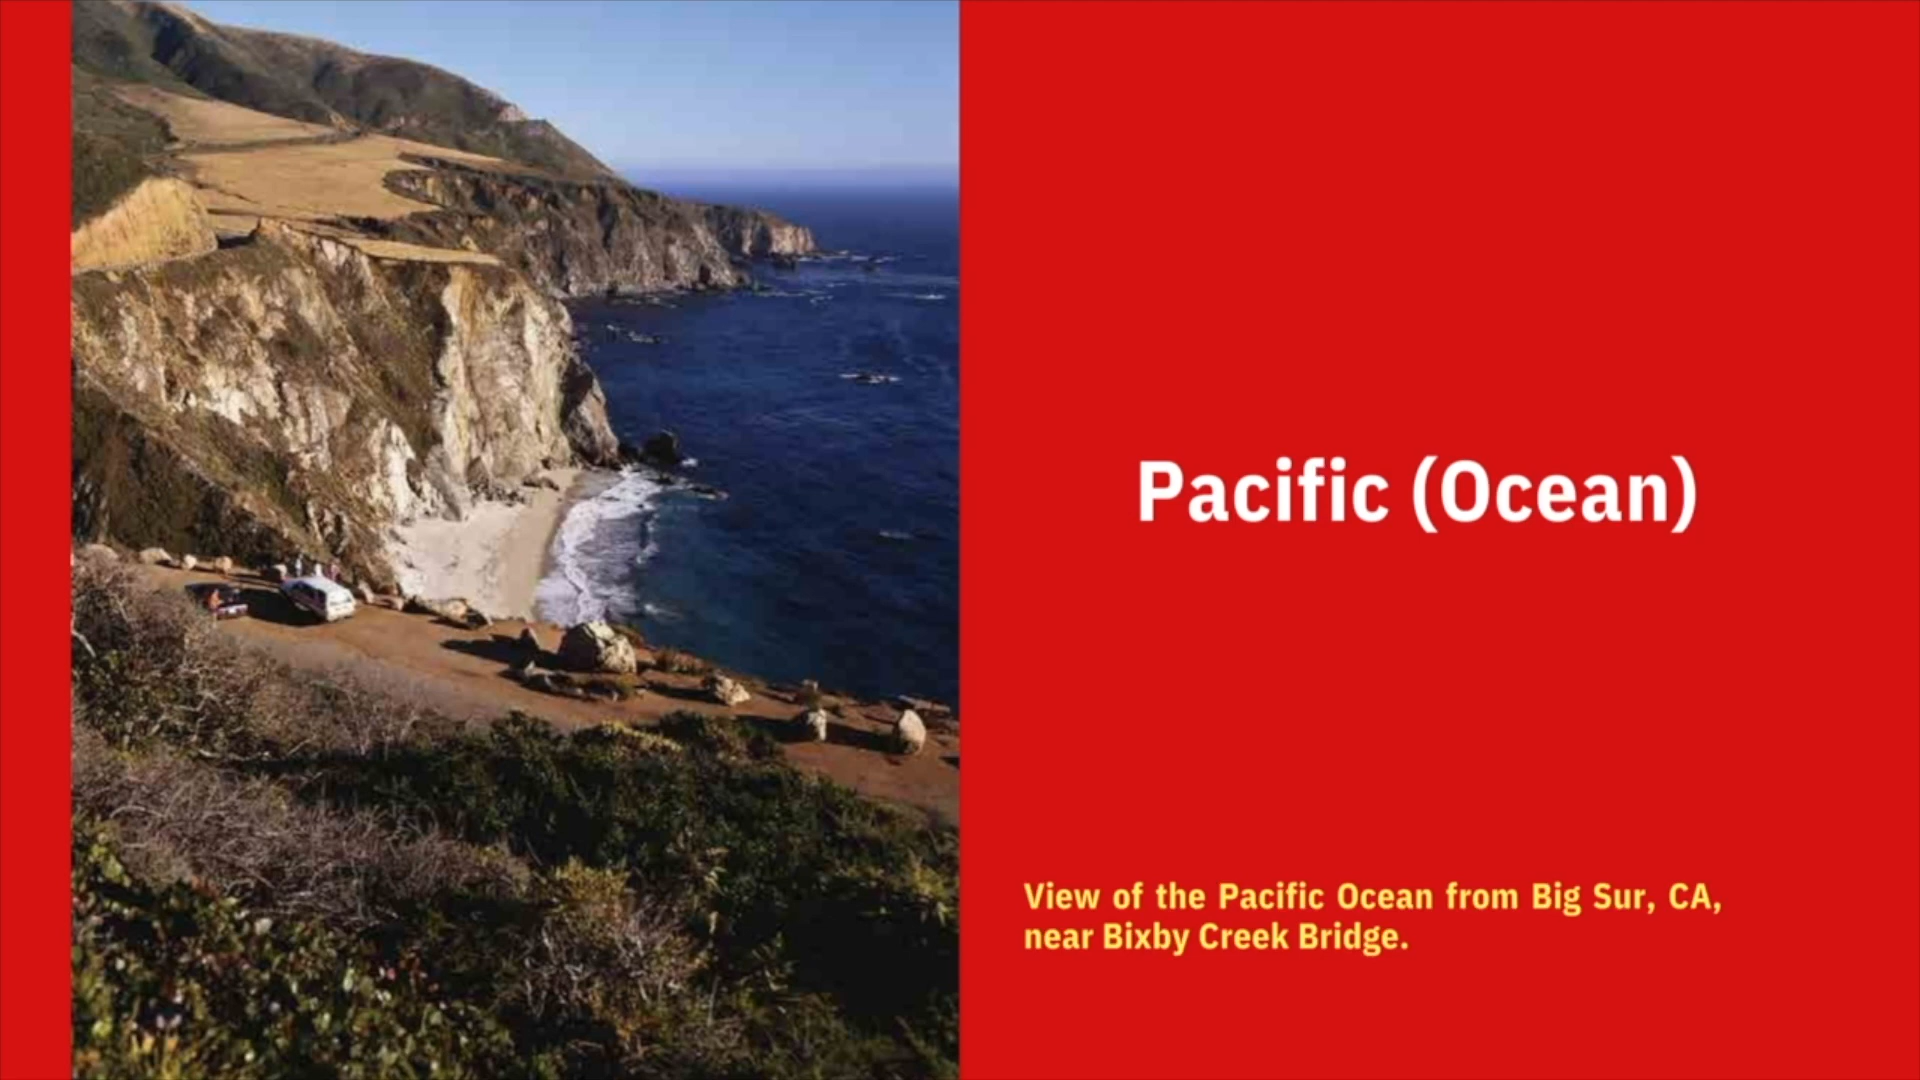 Pacific (Ocean)
View of the Pacific Ocean from Big Sur, CA,
near Bixby Creek Bridge.